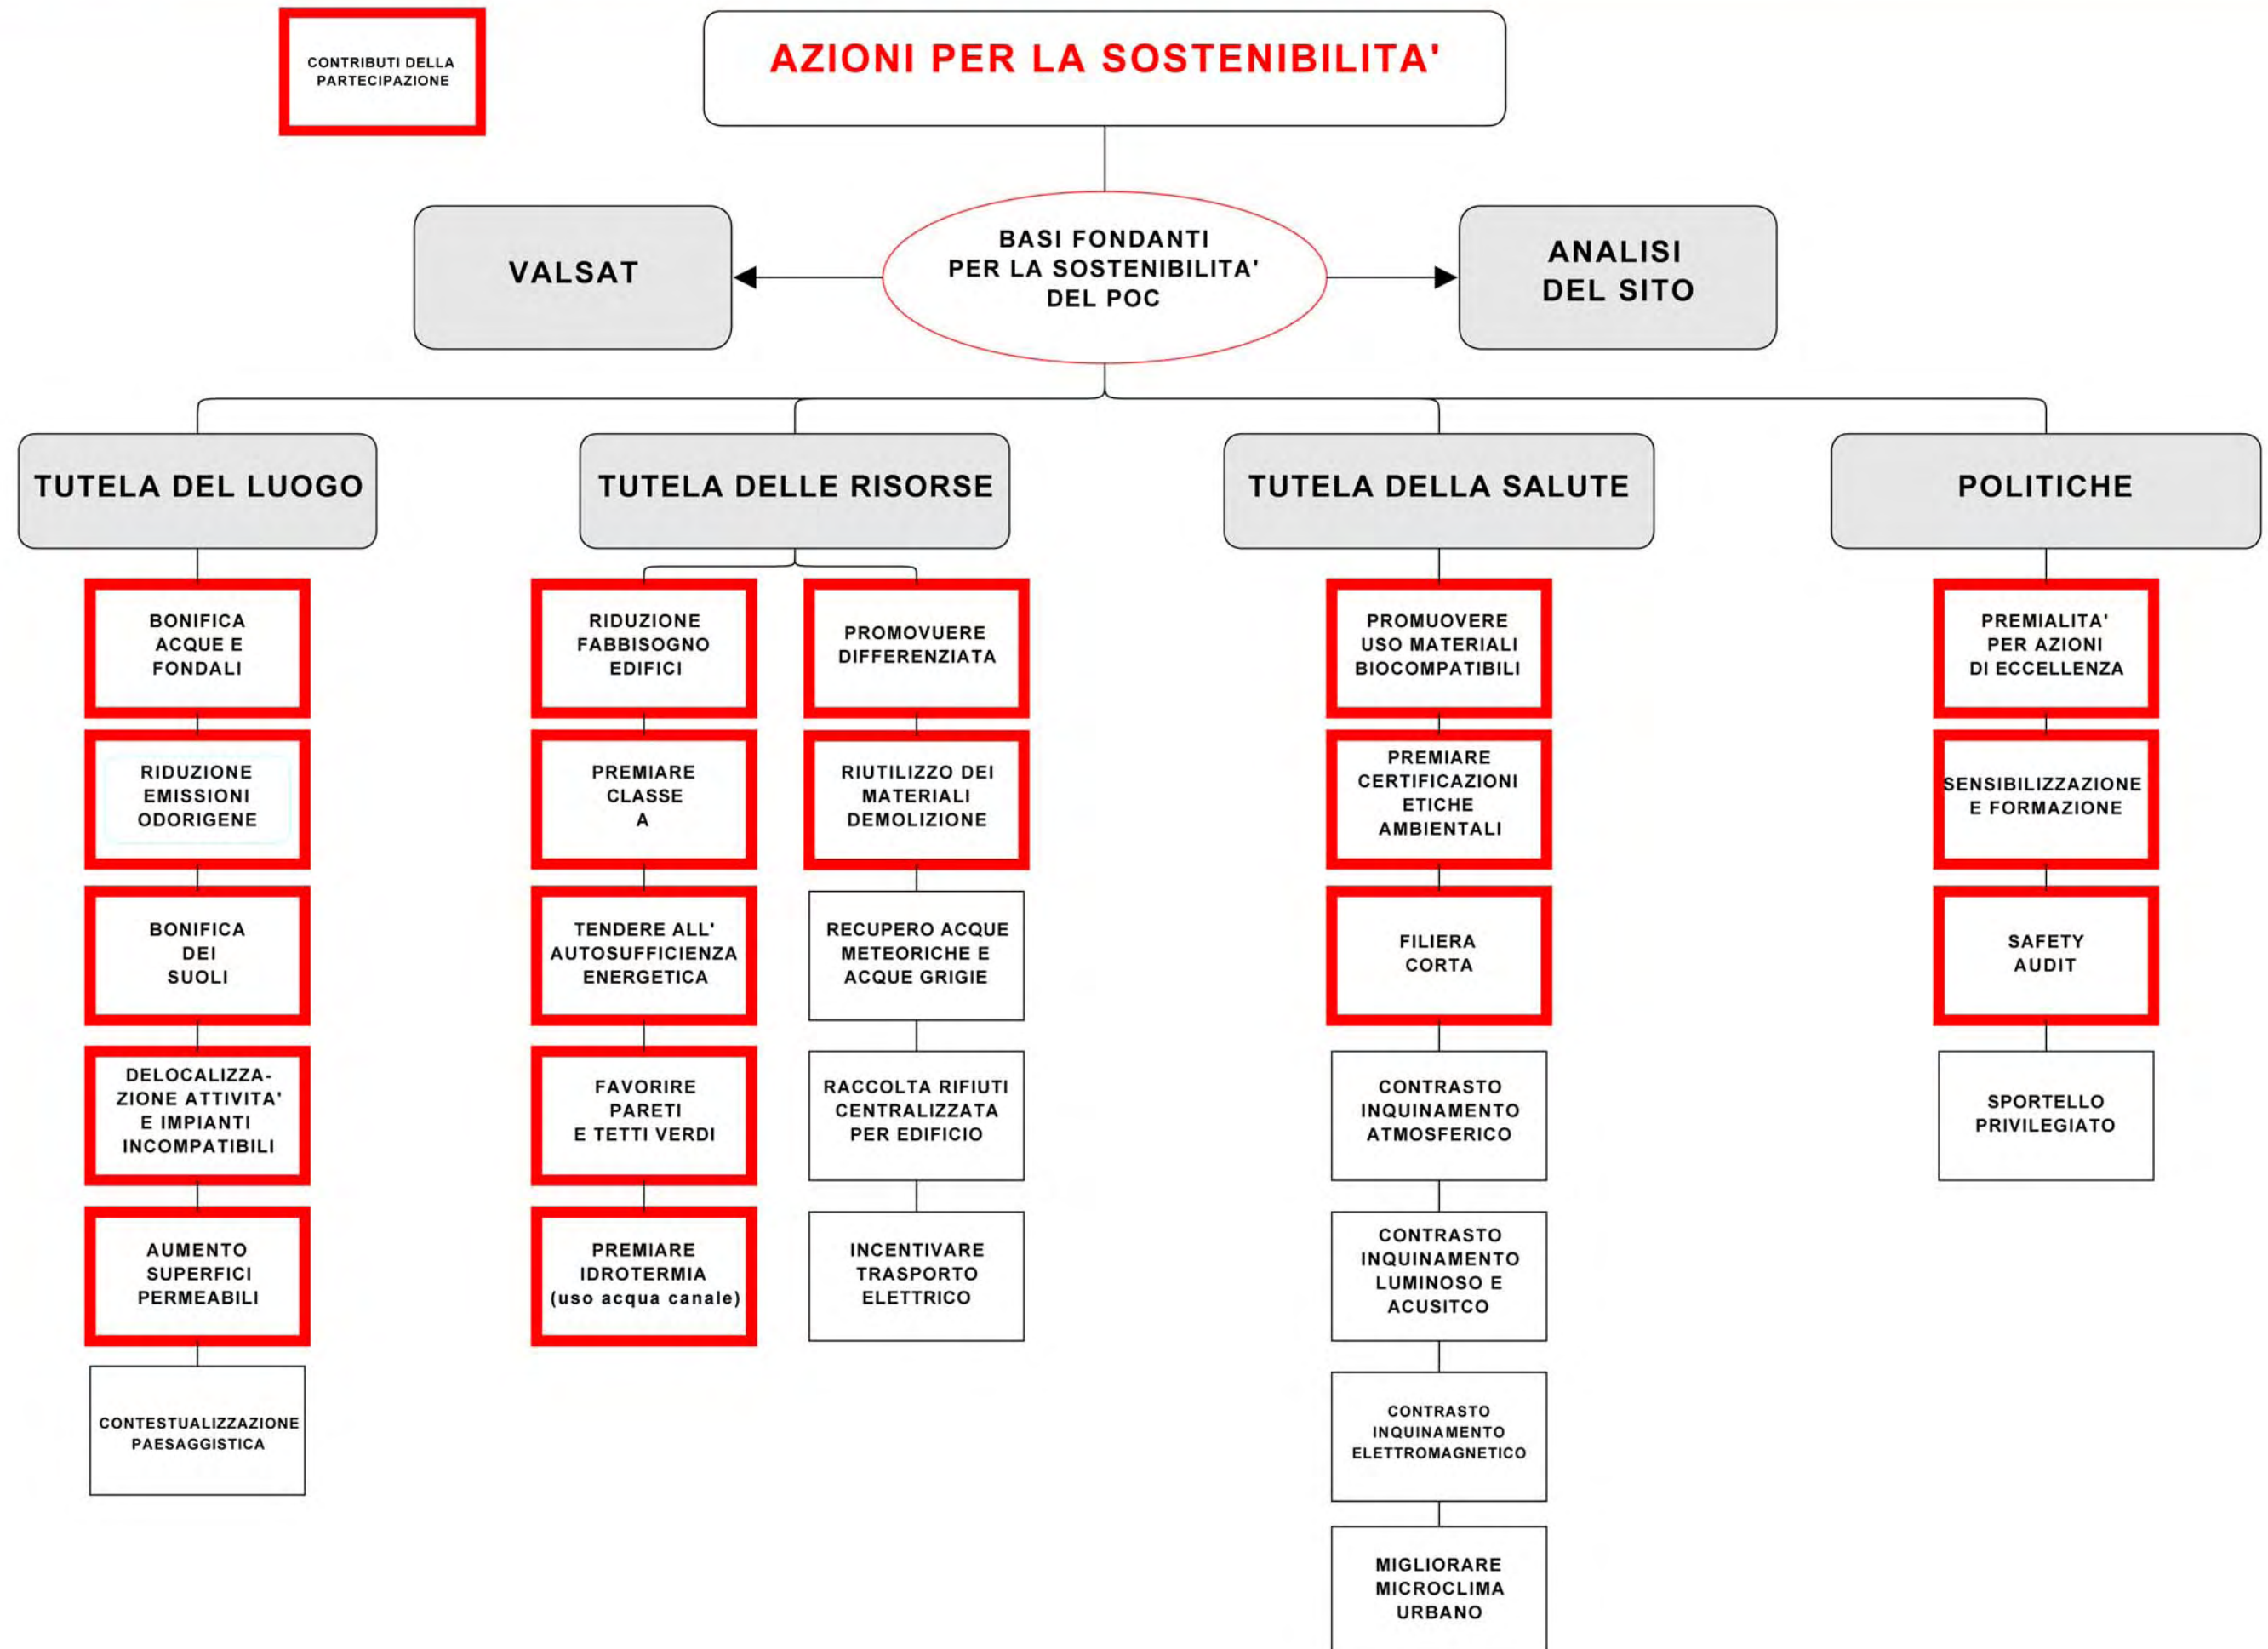 CONTRIBUTI DELLA
PARTECIPAZIONE
AZIONI PER LA SOSTENIBILITA'
VALSAT
BASI FONDANTI
PER LA SOSTENIBILITA'
DEL POC
ANALISI
DEL SITO
TUTELA DEL LUOGO
BONIFICA
ACQUE E
FONDALI
RIDUZIONE
EMISSIONI
ODORIGENE
BONIFICA
DEI
SUOLI
DELOCALIZZA-
ZIONE ATTIVITA'
E IMPIANTI
INCOMPATIBILI
AUMENTO
SUPERFICI
PERMEABILI
CONTESTUALIZZAZIONE
PAESAGGISTICA
TUTELA DELLE RISORSE
RIDUZIONE
FABBISOGNO
EDIFICI
PREMIARE
CLASSE
A
TENDERE ALL'
AUTOSUFFICIENZA
ENERGETICA
FAVORIRE
PARETI
E TETTI VERDI
PREMIARE
IDROTERMIA
(uso acqua canale)
PROMOVUERE
DIFFERENZIATA
RIUTILIZZO DEI
MATERIALI
DEMOLIZIONE
RECUPERO ACQUE
METEORICHE E
ACQUE GRIGIE
RACCOLTA RIFIUTI
CENTRALIZZATA
PER EDIFICIO
INCENTIVARE
TRASPORTO
ELETTRICO
TUTELA DELLA SALUTE
PROMUOVERE
USO MATERIALI
BIOCOMPATIBILI
PREMIARE
CERTIFICAZIONI
ETICHE
AMBIENTALI
FILIERA
CORTA
CONTRASTO
INQUINAMENTO
ATMOSFERICO
CONTRASTO
INQUINAMENTO
LUMINOSO E
ACUSITCO
CONTRASTO
INQUINAMENTO
ELETTROMAGNETICO
MIGLIORARE
MICROCLIMA
URBANO
POLITICHE
PREMIALITA'
PER AZIONI
DI ECCELLENZA
SENSIBILIZZAZIONE
E FORMAZIONE
SAFETY
AUDIT
SPORTELLO
PRIVILEGIATO